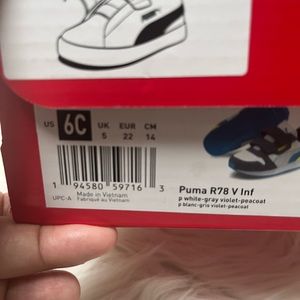 US 6C UK 5 EUR 22 CM 14
1 94580 59716 3
UPC-A Made in Vietnam
Fabriqué au Vietnam
Puma R78 V Inf
p white-gray violet-peacoat
p blanc-gris violet-peacoat